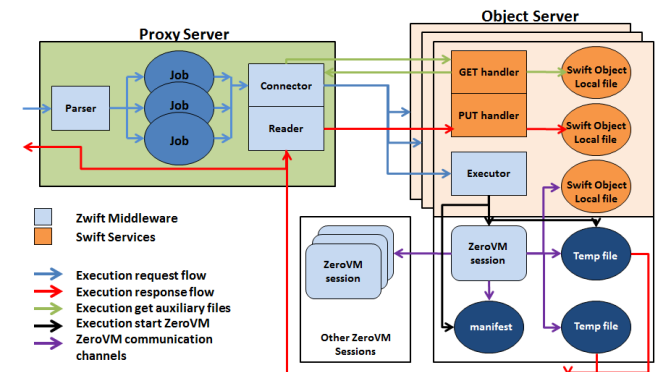 Proxy Server
Object Server
Parser
Job
Job
Job
Connector
Reader
GET handler
PUT handler
Executor
Swift Object
Local file
Swift Object
Local file
Swift Object
Local file
Zwift Middleware
Swift Services
Execution request flow
Execution response flow
Execution get auxiliary files
Execution start ZeroVM
ZeroVM communication
channels
ZeroVM
session
Other ZeroVM
Sessions
ZeroVM
session
manifest
Temp file
Temp file